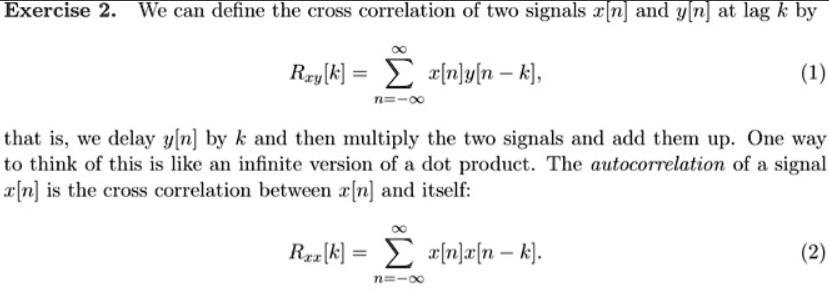 Exercise 2. We can define the cross correlation of two signals x[n] and y[n] at lag k by
R_{xy}[k] = \sum_{n=-\infty}^{\infty} x[n]y[n − k], (1)
that is, we delay y[n] by k and then multiply the two signals and add them up. One way
to think of this is like an infinite version of a dot product. The autocorrelation of a signal
x[n] is the cross correlation between x[n] and itself:
R_{xx}[k] = \sum_{n=-\infty}^{\infty} x[n]x[n − k]. (2)